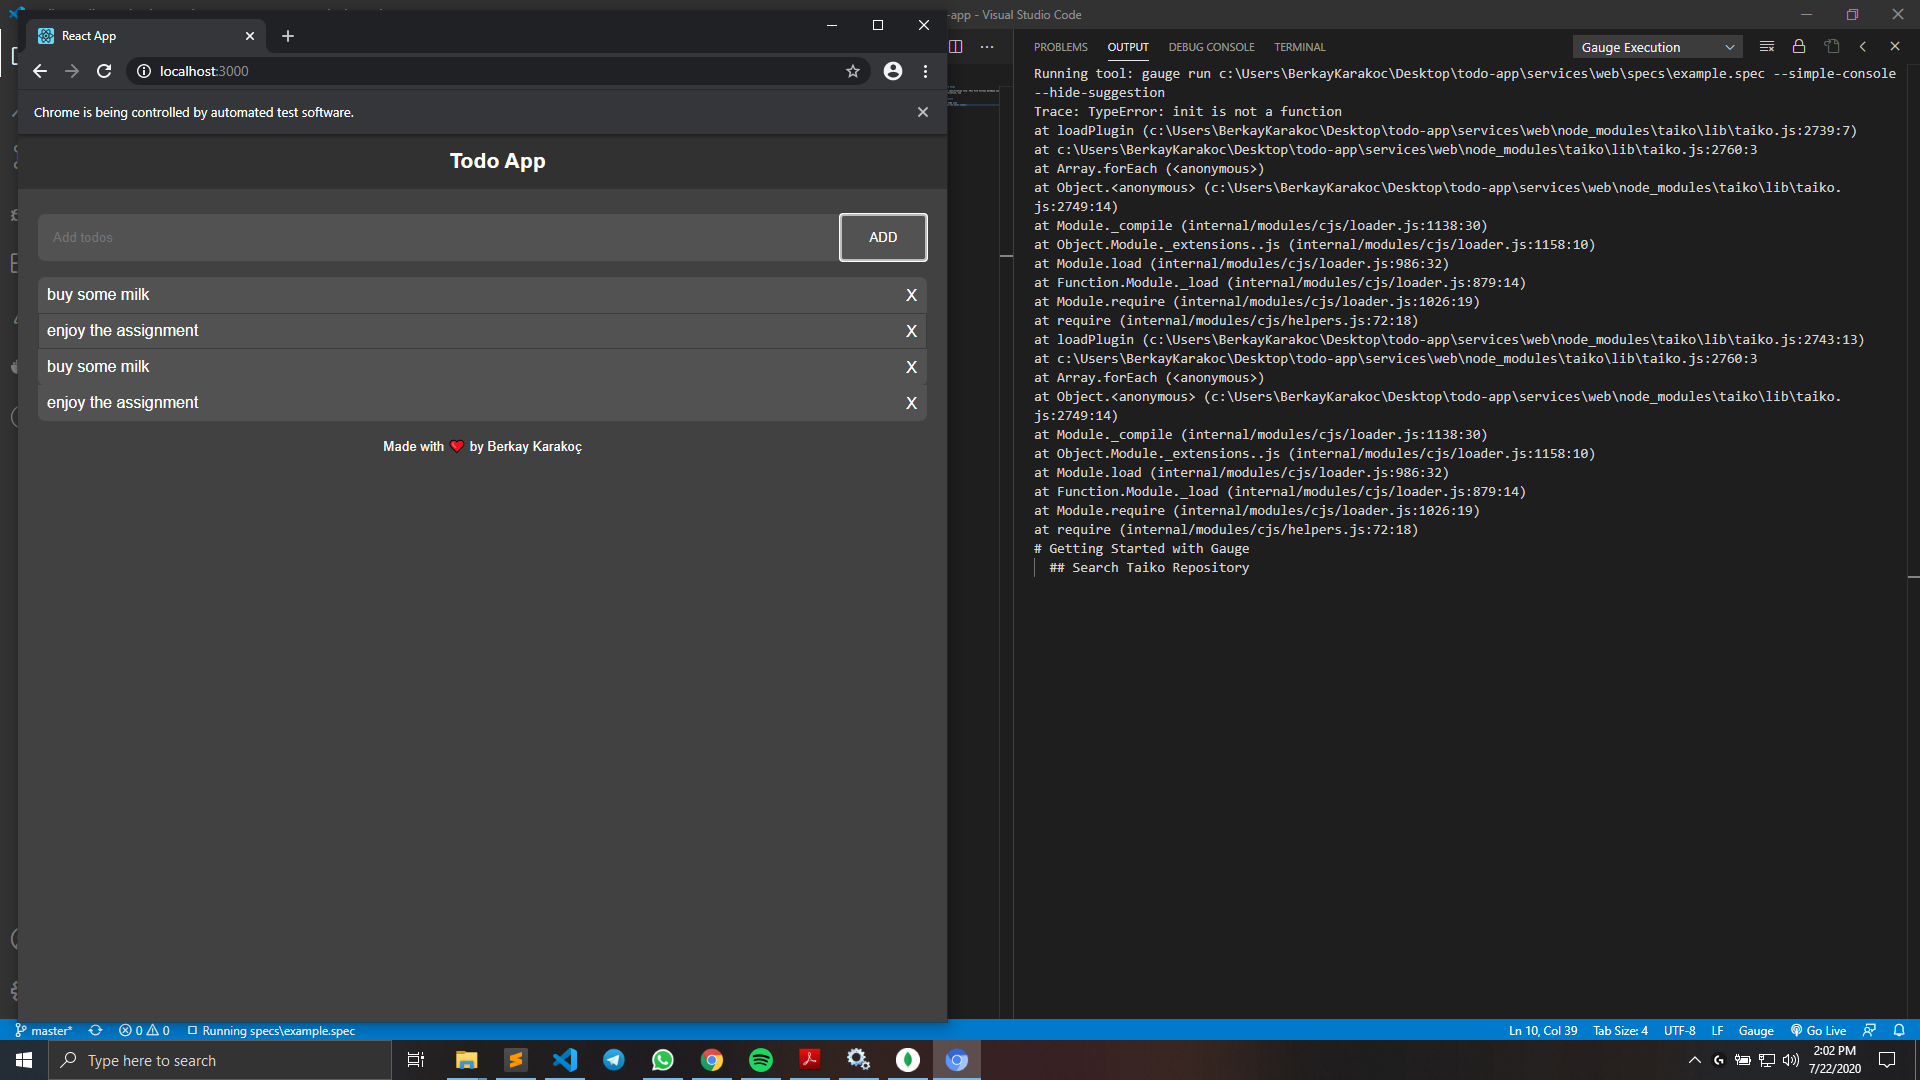 React App
-app - Visual Studio Code
localhost:3000
Chrome is being controlled by automated test software.
Todo App
Add todos
ADD
buy some milk
X
enjoy the assignment
X
buy some milk
X
enjoy the assignment
X
Made with ❤ by Berkay Karakoç
PROBLEMS
OUTPUT
DEBUG CONSOLE
TERMINAL
Gauge Execution
Running tool: gauge run c:\Users\BerkayKarakoc\Desktop\todo-app\services\web\specs\example.spec --simple-console
--hide-suggestion
Trace: TypeError: init is not a function
at loadPlugin (c:\Users\BerkayKarakoc\Desktop\todo-app\services\web\node_modules\taiko\lib\taiko.js:2739:7)
at c:\Users\BerkayKarakoc\Desktop\todo-app\services\web\node_modules\taiko\lib\taiko.js:2760:3
at Array.forEach (<anonymous>)
at Object.<anonymous> (c:\Users\BerkayKarakoc\Desktop\todo-app\services\web\node_modules\taiko\lib\taiko.
js:2749:14)
at Module._compile (internal/modules/cjs/loader.js:1138:30)
at Object.Module._extensions..js (internal/modules/cjs/loader.js:1158:10)
at Module.load (internal/modules/cjs/loader.js:986:32)
at Function.Module._load (internal/modules/cjs/loader.js:879:14)
at Module.require (internal/modules/cjs/loader.js:1026:19)
at require (internal/modules/cjs/helpers.js:72:18)
at loadPlugin (c:\Users\BerkayKarakoc\Desktop\todo-app\services\web\node_modules\taiko\lib\taiko.js:2743:13)
at c:\Users\BerkayKarakoc\Desktop\todo-app\services\web\node_modules\taiko\lib\taiko.js:2760:3
at Array.forEach (<anonymous>)
at Object.<anonymous> (c:\Users\BerkayKarakoc\Desktop\todo-app\services\web\node_modules\taiko\lib\taiko.
js:2749:14)
at Module._compile (internal/modules/cjs/loader.js:1138:30)
at Object.Module._extensions..js (internal/modules/cjs/loader.js:1158:10)
at Module.load (internal/modules/cjs/loader.js:986:32)
at Function.Module._load (internal/modules/cjs/loader.js:879:14)
at Module.require (internal/modules/cjs/loader.js:1026:19)
at require (internal/modules/cjs/helpers.js:72:18)
# Getting Started with Gauge
## Search Taiko Repository
master*
0
0
Running specs\example.spec
Ln 10, Col 39
Tab Size: 4
UTF-8
LF
Gauge
Go Live
Type here to search
2:02 PM
7/22/2020